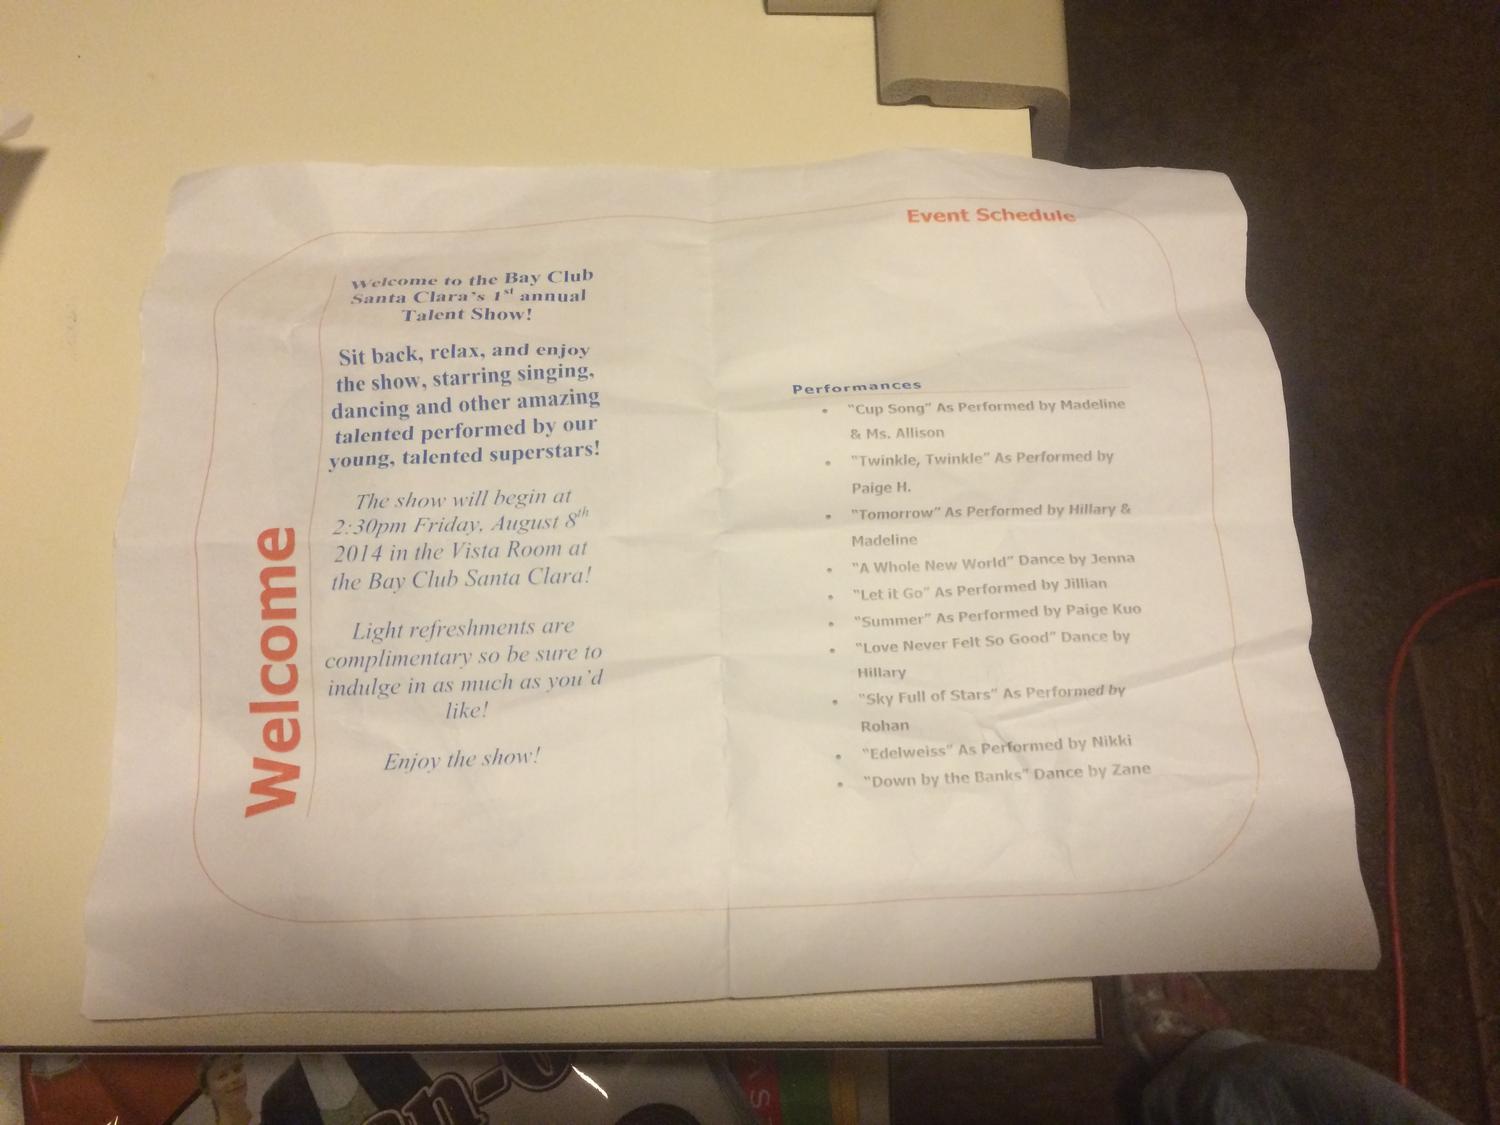 Welcome
Welcome to the Bay Club
Santa Clara's 1st annual
Talent Show!
Sit back, relax, and enjoy
the show, starring singing,
dancing and other amazing
talented performed by our
young, talented superstars!
The show will begin at
2:30pm Friday, August 8th
2014 in the Vista Room at
the Bay Club Santa Clara!
Light refreshments are
complimentary so be sure to
indulge in as much as you'd
like!
Enjoy the show!
Event Schedule
Performances
• "Cup Song" As Performed by Madeline
& Ms. Allison
• "Twinkle, Twinkle" As Performed by
Paige H.
• "Tomorrow" As Performed by Hillary &
Madeline
• "A Whole New World" Dance by Jenna
• "Let it Go" As Performed by Jillian
• "Summer" As Performed by Paige Kuo
• "Love Never Felt So Good" Dance by
Hillary
• "Sky Full of Stars" As Performed by
Rohan
• "Edelweiss" As Performed by Nikki
• "Down by the Banks" Dance by Zane